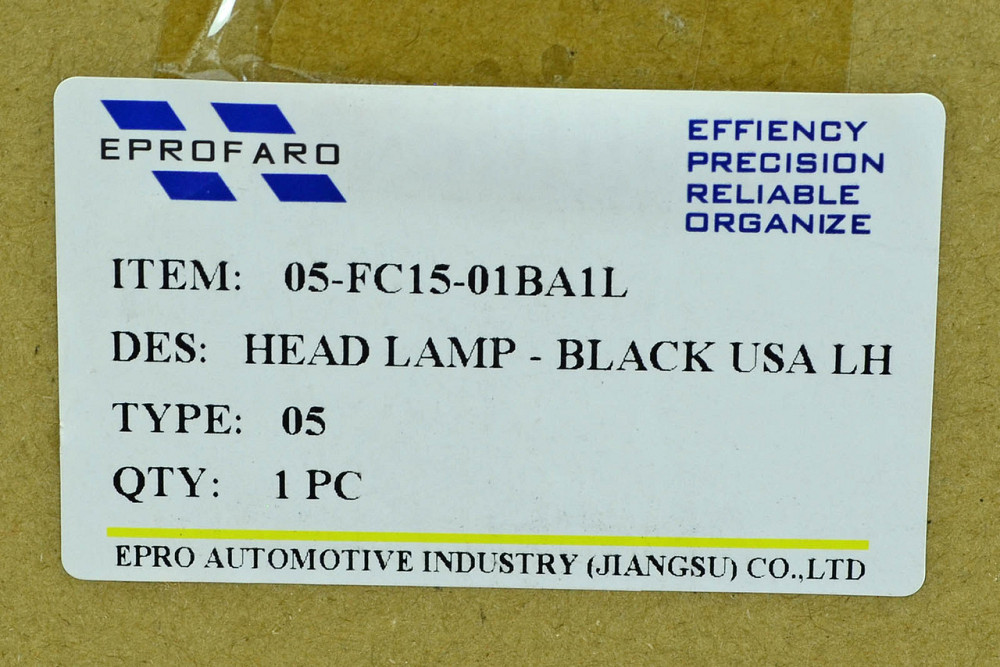 EPROFARO
EFFIENCY
PRECISION
RELIABLE
ORGANIZE
ITEM: 05-FC15-01BA1L
DES: HEAD LAMP - BLACK USA LH
TYPE: 05
QTY: 1 PC
EPRO AUTOMOTIVE INDUSTRY (JIANGSU) CO.,LTD